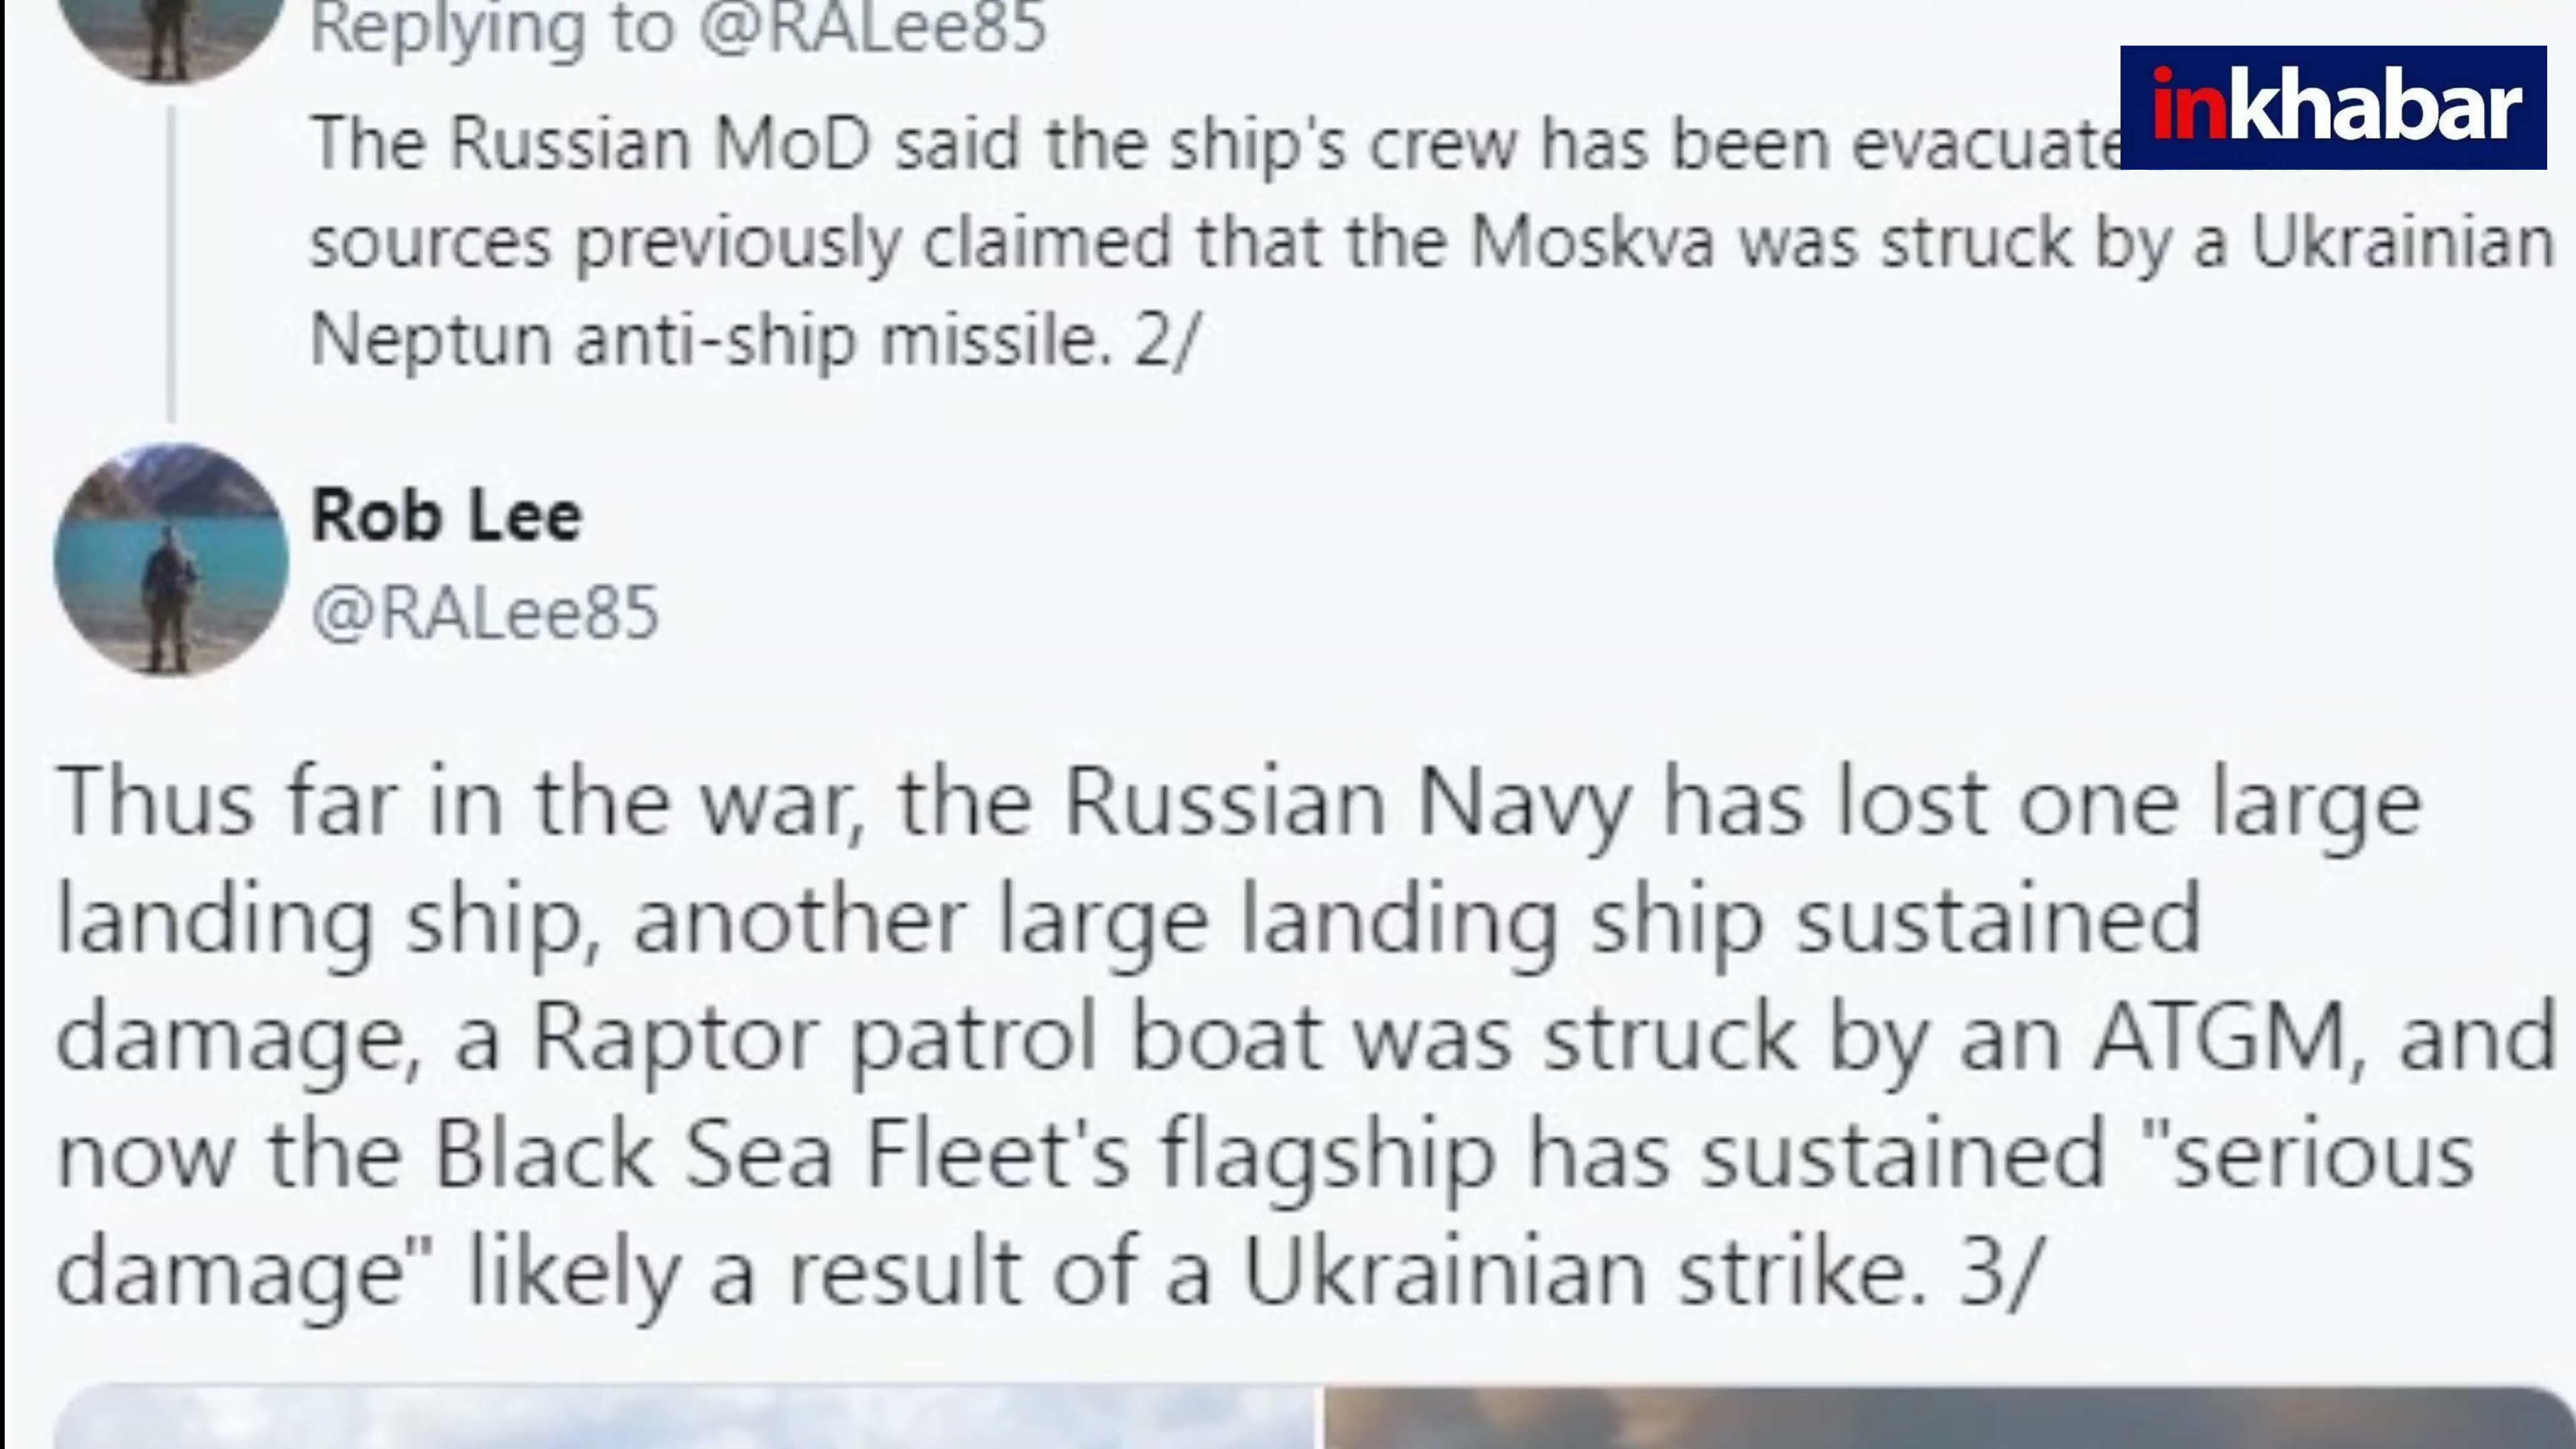 Replying to @RALee85
inkhabar
The Russian MoD said the ship's crew has been
sources previously claimed that the Moskva was struck by a Ukrainian
Neptun anti-ship missile. 2/
Rob Lee
@RALee85
Thus far in the war, the Russian Navy has lost one large
landing ship, another large landing ship sustained
damage, a Raptor patrol boat was struck by an ATGM, and
now the Black Sea Fleet's flagship has sustained "serious
damage" likely a result of a Ukrainian strike. 3/